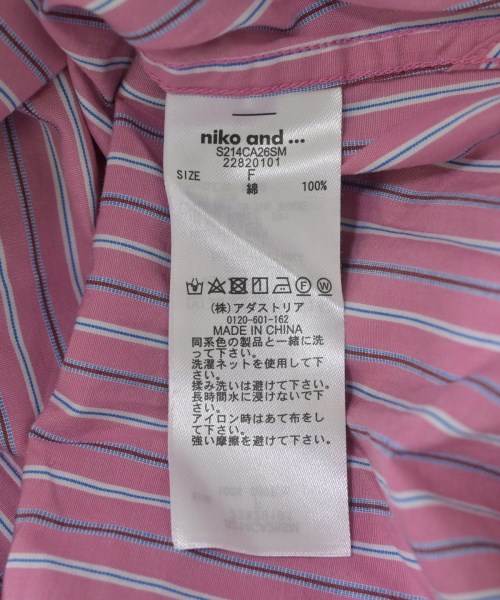 niko and ...
S214CA26SM
22820101
SIZE F
綿 100%
(株)アダストリア
0120-601-162
MADE IN CHINA
同系色の製品と一緒に洗
って下さい。
洗濯ネットを使用して下
さい。
揉み洗いは避けて下さい。
長時間水に浸けないで下
さい。
アイロン時はあて布をし
て下さい。
強い摩擦を避けて下さい。